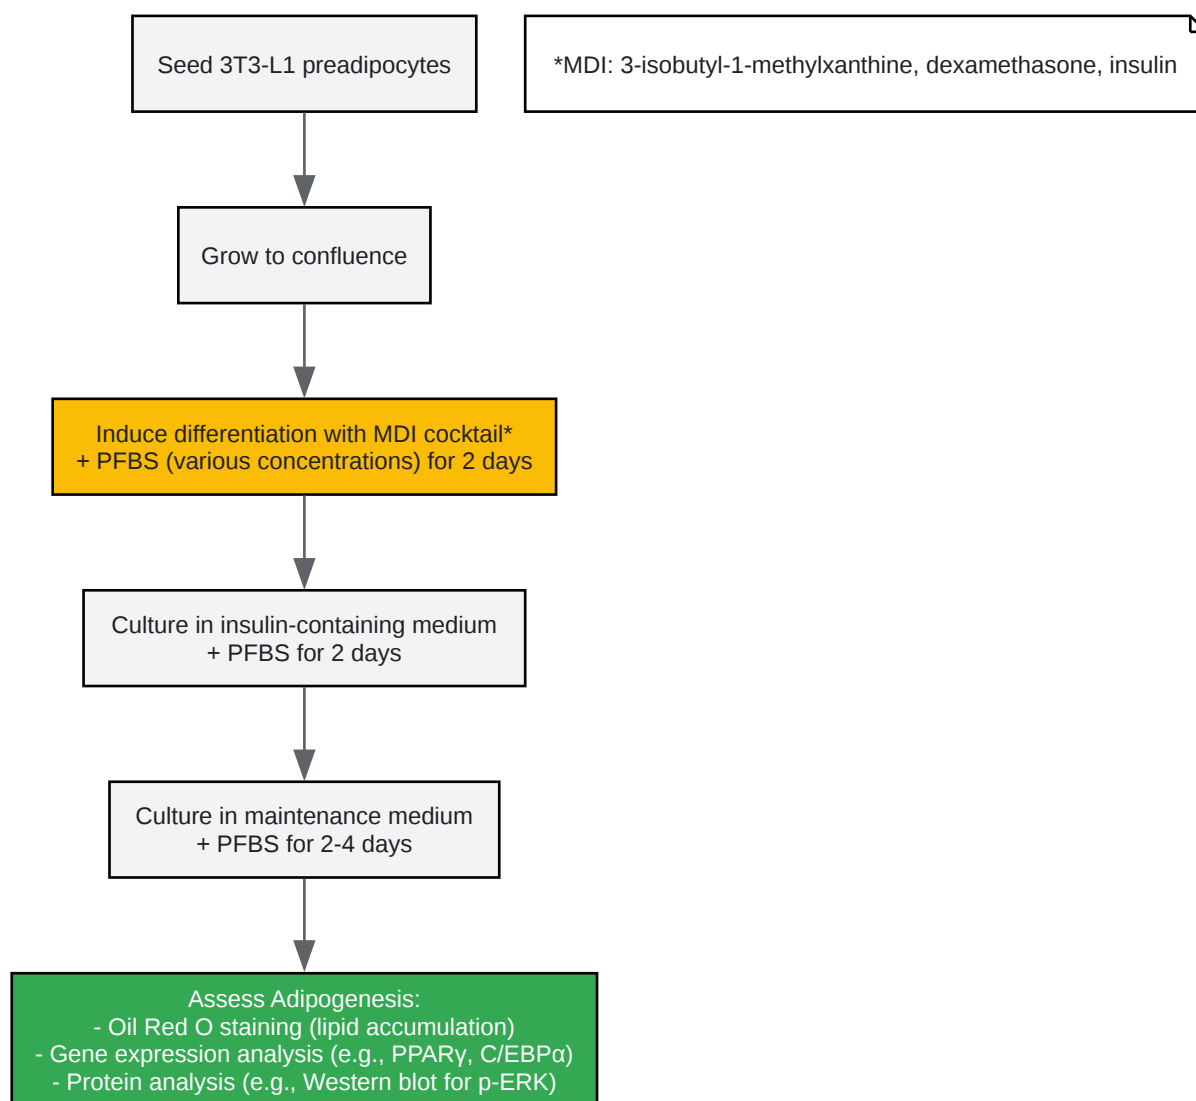 Seed 3T3-L1 preadipocytes
*MDI: 3-isobutyl-1-methylxanthine, dexamethasone, insulin
Grow to confluence
Induce differentiation with MDI cocktail*
+ PFBS (various concentrations) for 2 days
Culture in insulin-containing medium
+ PFBS for 2 days
Culture in maintenance medium
+ PFBS for 2-4 days
Assess Adipogenesis:
- Oil Red O staining (lipid accumulation)
- Gene expression analysis (e.g., PPARγ, C/EBPα)
- Protein analysis (e.g., Western blot for p-ERK)